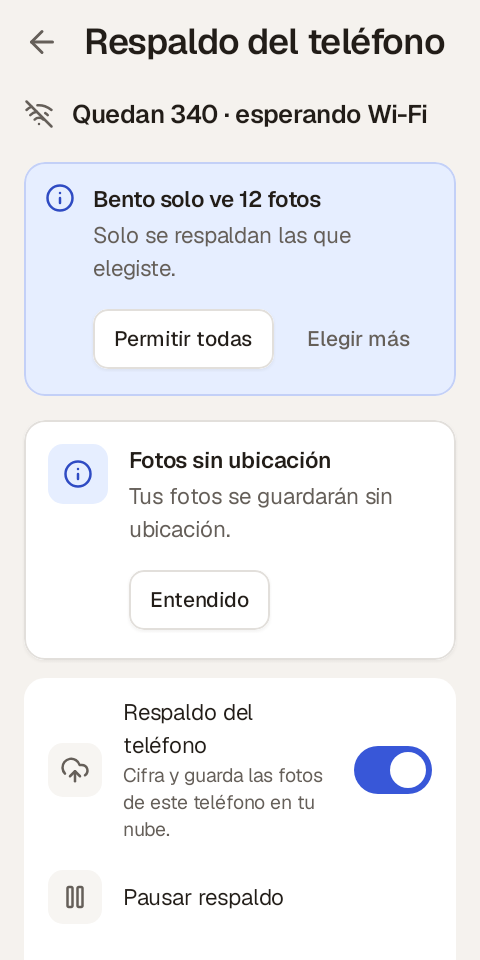 Respaldo del teléfono
Quedan 340 · esperando Wi-Fi
Bento solo ve 12 fotos
Solo se respaldan las que
elegiste.
Permitir todas
Elegir más
Fotos sin ubicación
Tus fotos se guardarán sin
ubicación.
Entendido
Respaldo del
teléfono
Cifra y guarda las fotos
de este teléfono en tu
nube.
Pausar respaldo